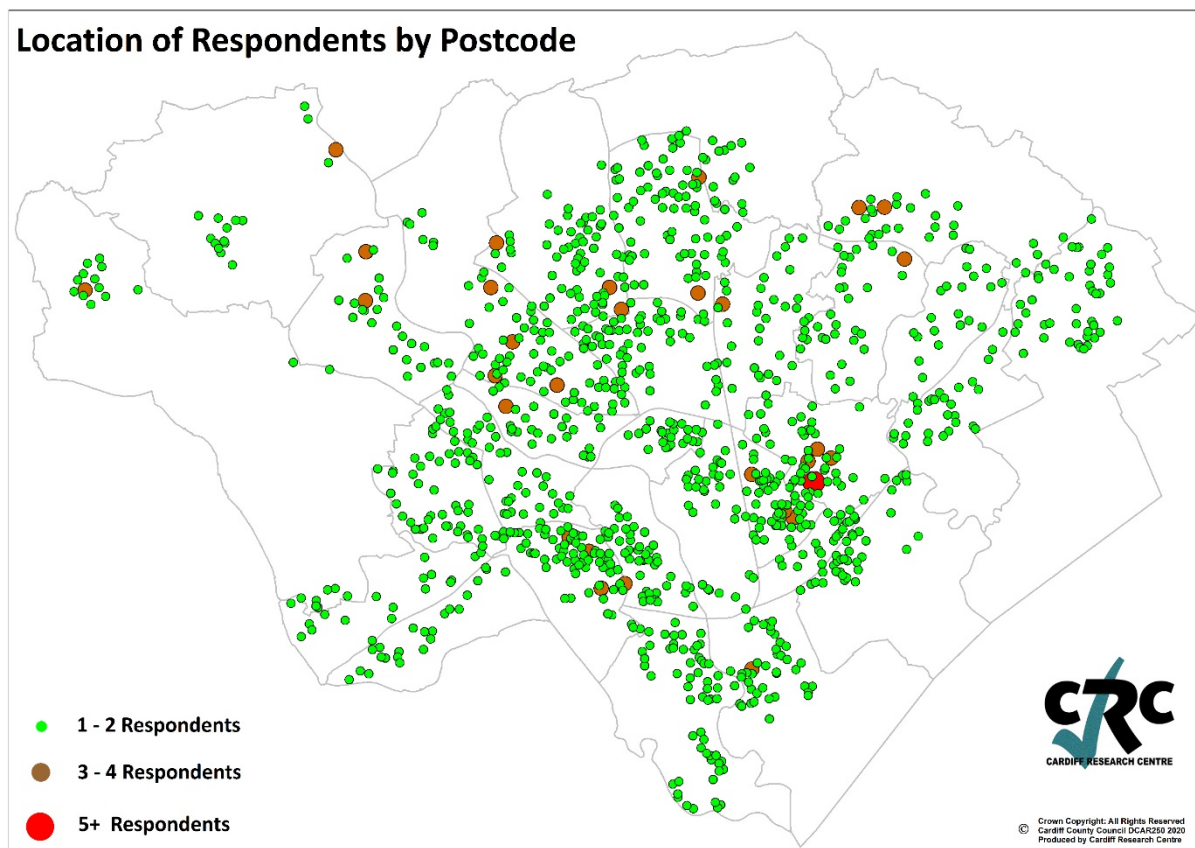 Location of Respondents by Postcode
1 - 2 Respondents
3 - 4 Respondents
5+ Respondents
CRC
CARDIFF RESEARCH CENTRE
© Crown Copyright: All Rights Reserved
Cardiff County Council DCAR250 2020
Produced by Cardiff Research Centre